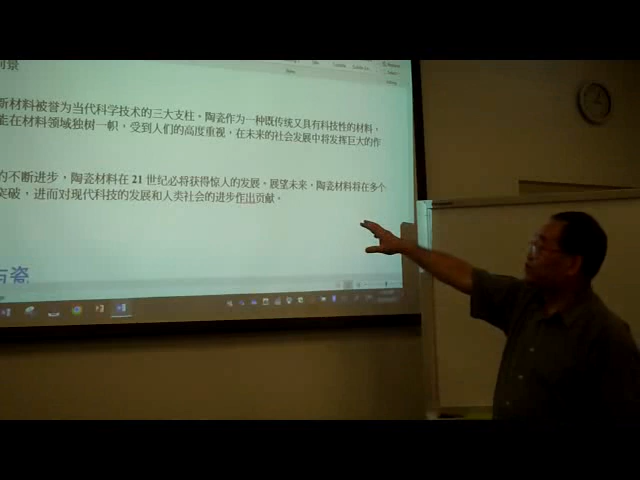 前景
新材料被誉为当代科学技术的三大支柱。陶瓷作为一种既传统又具有科技性的材料，
能在材料领域独树一帜，受到人们的高度重视，在未来的社会发展中将发挥巨大的作
的不断进步，陶瓷材料在 21 世纪必将获得惊人的发展。展望未来，陶瓷材料将在多个
突破，进而对现代科技的发展和人类社会的进步作出贡献。
瓷